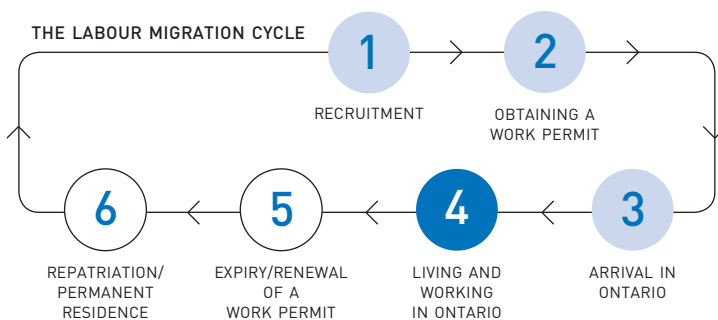 THE LABOUR MIGRATION CYCLE
1
RECRUITMENT
2
OBTAINING A
WORK PERMIT
3
ARRIVAL IN
ONTARIO
4
LIVING AND
WORKING
IN ONTARIO
5
EXPIRY/RENEWAL
OF A
WORK PERMIT
6
REPATRIATION/
PERMANENT
RESIDENCE